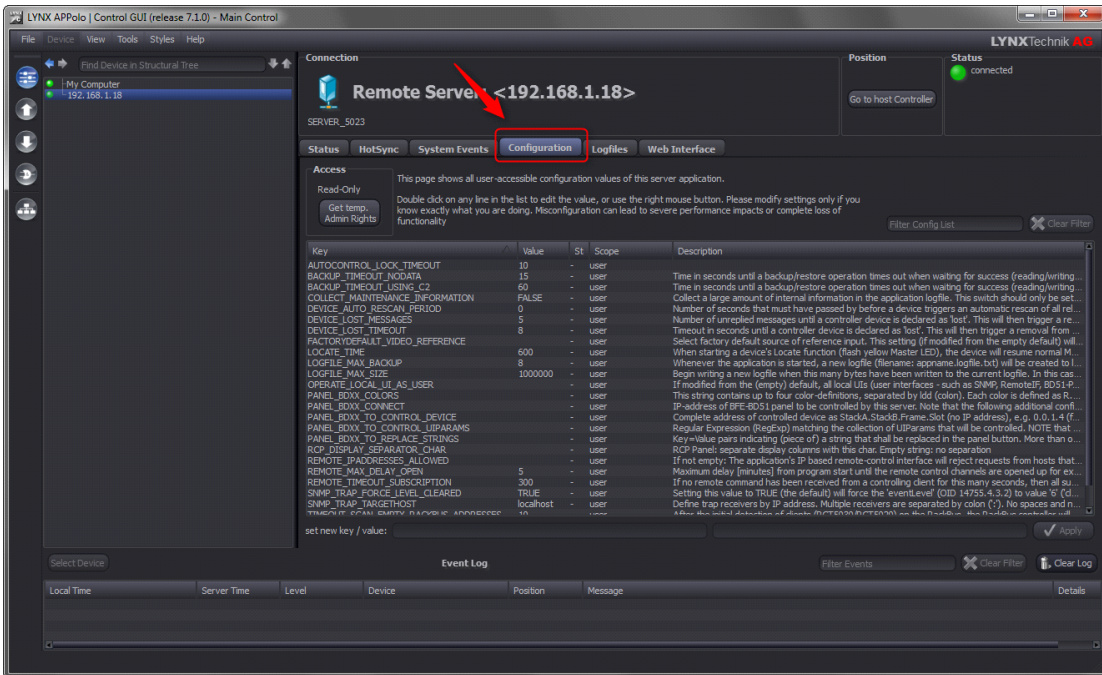 LYNX APPolo | Control GUI (release 7.1.0) - Main Control
File Device View Tools Styles Help
LYNXTechnik AG
Find Device in Structural Tree
My Computer
192.168.1.18
Connection
Remote Server: <192.168.1.18>
SERVER_5023
Position
Go to host Controller
Status
connected
Status HotSync System Events Configuration Logfiles Web Interface
Access
Read-Only
Get temp.
Admin Rights
This page shows all user-accessible configuration values of this server application.
Double click on any line in the list to edit the value, or use the right mouse button. Please modify settings only if you
know exactly what you are doing. Misconfiguration can lead to severe performance impacts or complete loss of
functionality
Filter Config List
Clear Filter
Key Value St Scope Description
AUTOCONTROL_LOCK_TIMEOUT 10 - user
BACKUP_TIMEOUT_NODATA 15 - user Time in seconds until a backup/restore operation times out when waiting for success (reading/writing...
BACKUP_TIMEOUT_USING_C2 60 - user Time in seconds until a backup/restore operation times out when waiting for success (reading/writing...
COLLECT_MAINTENANCE_INFORMATION FALSE - user Collect a large amount of internal information in the application logfile. This switch should only be set...
DEVICE_AUTO_RESCAN_PERIOD 0 - user Number of seconds that must have passed by before a device triggers an automatic rescan of all rel...
DEVICE_LOST_MESSAGES 5 - user Number of unreplied messages until a controller device is declared as 'lost'. This will then trigger a re...
DEVICE_LOST_TIMEOUT 8 - user Timeout in seconds until a controller device is declared as 'lost'. This will then trigger a removal from ...
FACTORYDEFAULT_VIDEO_REFERENCE - user Select factory default source of reference input. This setting (if modified from the empty default) will...
LOCATE_TIME 600 - user When starting a device's Locate function (flash yellow Master LED), the device will resume normal M...
LOGFILE_MAX_BACKUP 8 - user Whenever the application is started, a new logfile (filename: appname.logfile.txt) will be created to l...
LOGFILE_MAX_SIZE 1000000 - user Begin writing a new logfile when this many bytes have been written to the current logfile. In this cas...
OPERATE_LOCAL_UI_AS_USER - user If modified from the (empty) default, all local UIs (user interfaces - such as SNMP, RemoteIF, BD51-P...
PANEL_BDXX_COLORS - user This string contains up to four color-definitions, separated by ldd (colon). Each color is defined as R....
PANEL_BDXX_CONNECT - user IP-address of BFE-BD51 panel to be controlled by this server. Note that the following additional confi...
PANEL_BDXX_TO_CONTROL_DEVICE - user Complete address of controlled device as StackA.StackB.Frame.Slot (no IP address), e.g. 0.0.1.4 (f...
PANEL_BDXX_TO_CONTROL_UIPARAMS - user Regular Expression (RegExp) matching the collection of UIParams that will be controlled. NOTE that ...
PANEL_BDXX_TO_REPLACE_STRINGS - user Key=Value pairs indicating (piece of) a string that shall be replaced in the panel button. More than o...
RCP_DISPLAY_SEPARATOR_CHAR - user RCP Panel: separate display columns with this char. Empty string: no separation
REMOTE_IPADDRESSES_ALLOWED - user If not empty: The application's IP based remote-control interface will reject requests from hosts that...
REMOTE_MAX_DELAY_OPEN 5 - user Maximum delay [minutes] from program start until the remote control channels are opened up for ex...
REMOTE_TIMEOUT_SUBSCRIPTION 300 - user If no remote command has been received from a controlling client for this many seconds, then all su...
SNMP_TRAP_FORCE_LEVEL_CLEARED TRUE - user Setting this value to TRUE (the default) will force the 'eventLevel' (OID 14755.4.3.2) to value '6' ('d...
SNMP_TRAP_TARGETHOST localhost - user Define trap receivers by IP address. Multiple receivers are separated by colon (':'). No spaces and n...
set new key / value:
Apply
Select Device
Event Log
Filter Events
Clear Filter
Clear Log
Local Time Server Time Level Device Position Message Details